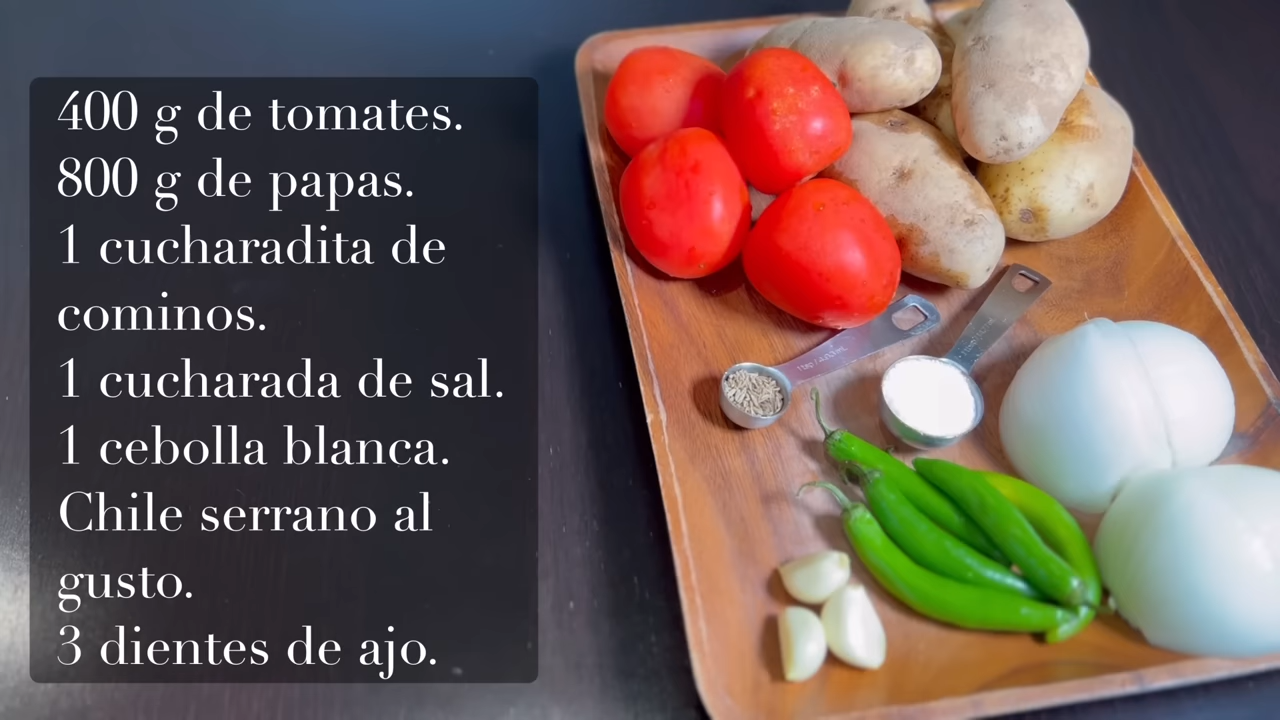 400 g de tomates.
800 g de papas.
1 cucharadita de
cominos.
1 cucharada de sal.
1 cebolla blanca.
Chile serrano al
gusto.
3 dientes de ajo.